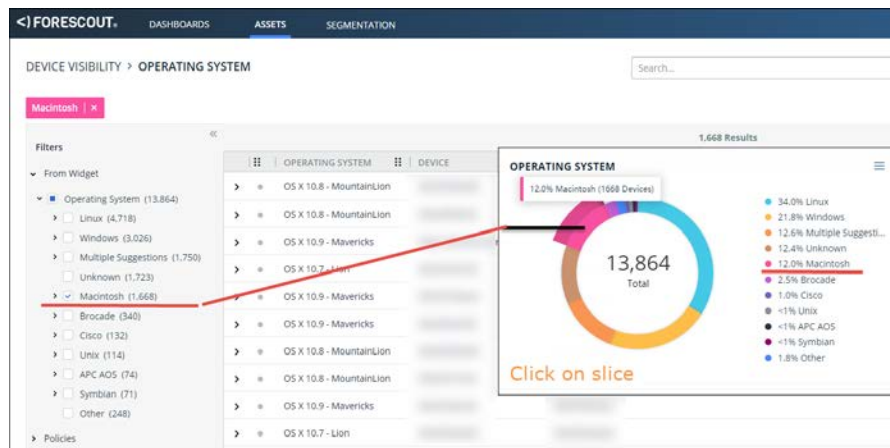 <) FORESCOUT. DASHBOARDS ASSETS SEGMENTATION
DEVICE VISIBILITY > OPERATING SYSTEM
Search...
Macintosh | ×
«
Filters
1,668 Results
OPERATING SYSTEM DEVICE
From Widget
Operating System (13,864)
Linux (4,718)
Windows (3,026)
Multiple Suggestions (1,750)
Unknown (1,723)
Macintosh (1,668)
Brocade (340)
Cisco (132)
Unix (114)
APC AOS (74)
Symbian (71)
Other (248)
Policies
OS X 10.8 - MountainLion
OS X 10.8 - MountainLion
OS X 10.9 - Mavericks
OS X 10.7 - Lion
OS X 10.9 - Mavericks
OS X 10.9 - Mavericks
OS X 10.8 - MountainLion
OS X 10.8 - MountainLion
OS X 10.9 - Mavericks
OS X 10.7 - Lion
OPERATING SYSTEM
12.0% Macintosh (1668 Devices)
13,864
Total
34.0% Linux
21.8% Windows
12.6% Multiple Suggesti...
12.4% Unknown
12.0% Macintosh
2.5% Brocade
1.0% Cisco
<1% Unix
<1% APC AOS
<1% Symbian
1.8% Other
Click on slice